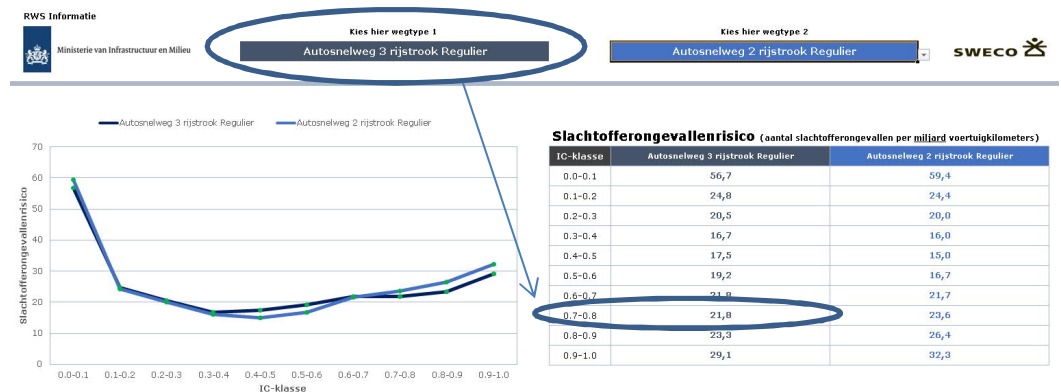 RWS Informatie
Ministerie van Infrastructuur en Milieu
Kies hier wegtype 1
Autosnelweg 3 rijstrook Regulier
Kies hier wegtype 2
Autosnelweg 2 rijstrook Regulier
SWECO
Autosnelweg 3 rijstrook Regulier Autosnelweg 2 rijstrook Regulier
Slachtofferongevallenrisico
70
60
50
40
30
20
10
0
0.0-0.1 0.1-0.2 0.2-0.3 0.3-0.4 0.4-0.5 0.5-0.6 0.6-0.7 0.7-0.8 0.8-0.9 0.9-1.0
IC-klasse
Slachtofferongevallenrisico (aantal slachtofferongevallen per miljard voertuigkilometers)
IC-klasse Autosnelweg 3 rijstrook Regulier Autosnelweg 2 rijstrook Regulier
0.0-0.1 56,7 59,4
0.1-0.2 24,8 24,4
0.2-0.3 20,5 20,0
0.3-0.4 16,7 16,0
0.4-0.5 17,5 15,0
0.5-0.6 19,2 16,7
0.6-0.7 21,8 21,7
0.7-0.8 21,8 23,6
0.8-0.9 23,3 26,4
0.9-1.0 29,1 32,3